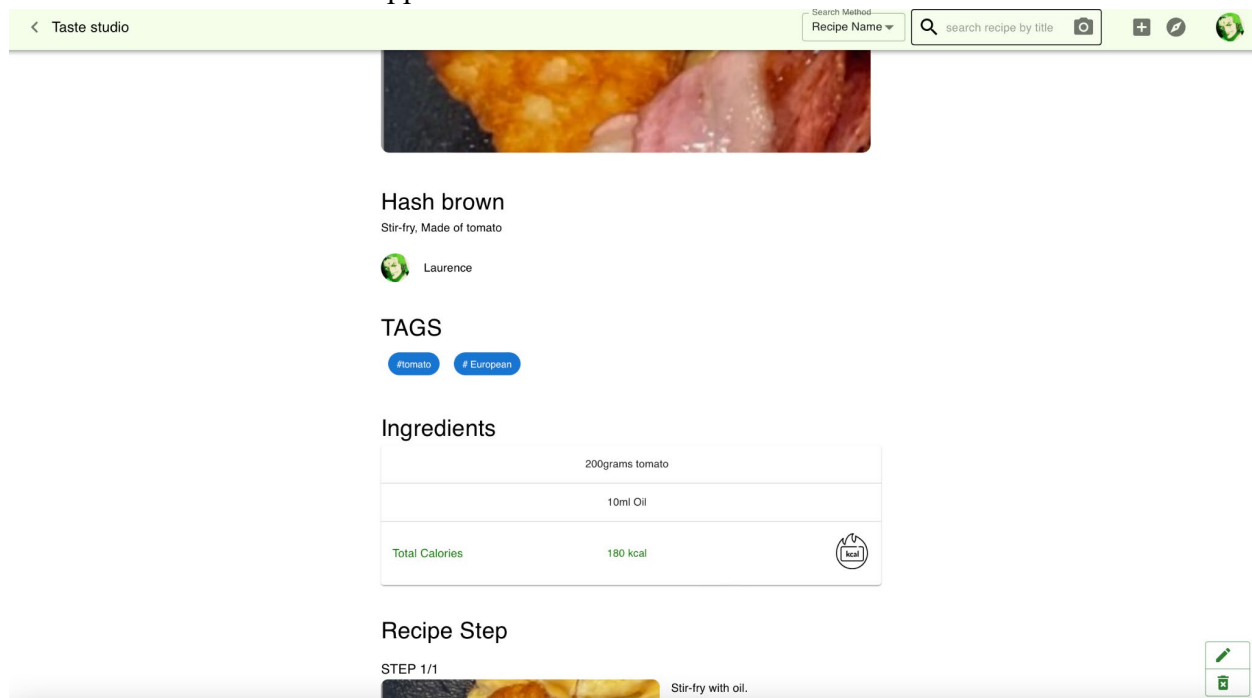 Taste studio
Search Method
Recipe Name
search recipe by title
Hash brown
Stir-fry, Made of tomato
Laurence
TAGS
#tomato
# European
Ingredients
200grams tomato
10ml Oil
Total Calories 180 kcal
kcal
Recipe Step
STEP 1/1
Stir-fry with oil.